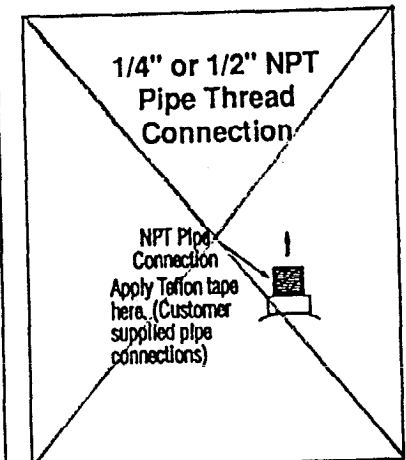 1/4" or 1/2" NPT
Pipe Thread
Connection
NPT Pipe
Connection
Apply Teflon tape
here. (Customer
supplied pipe
connections)